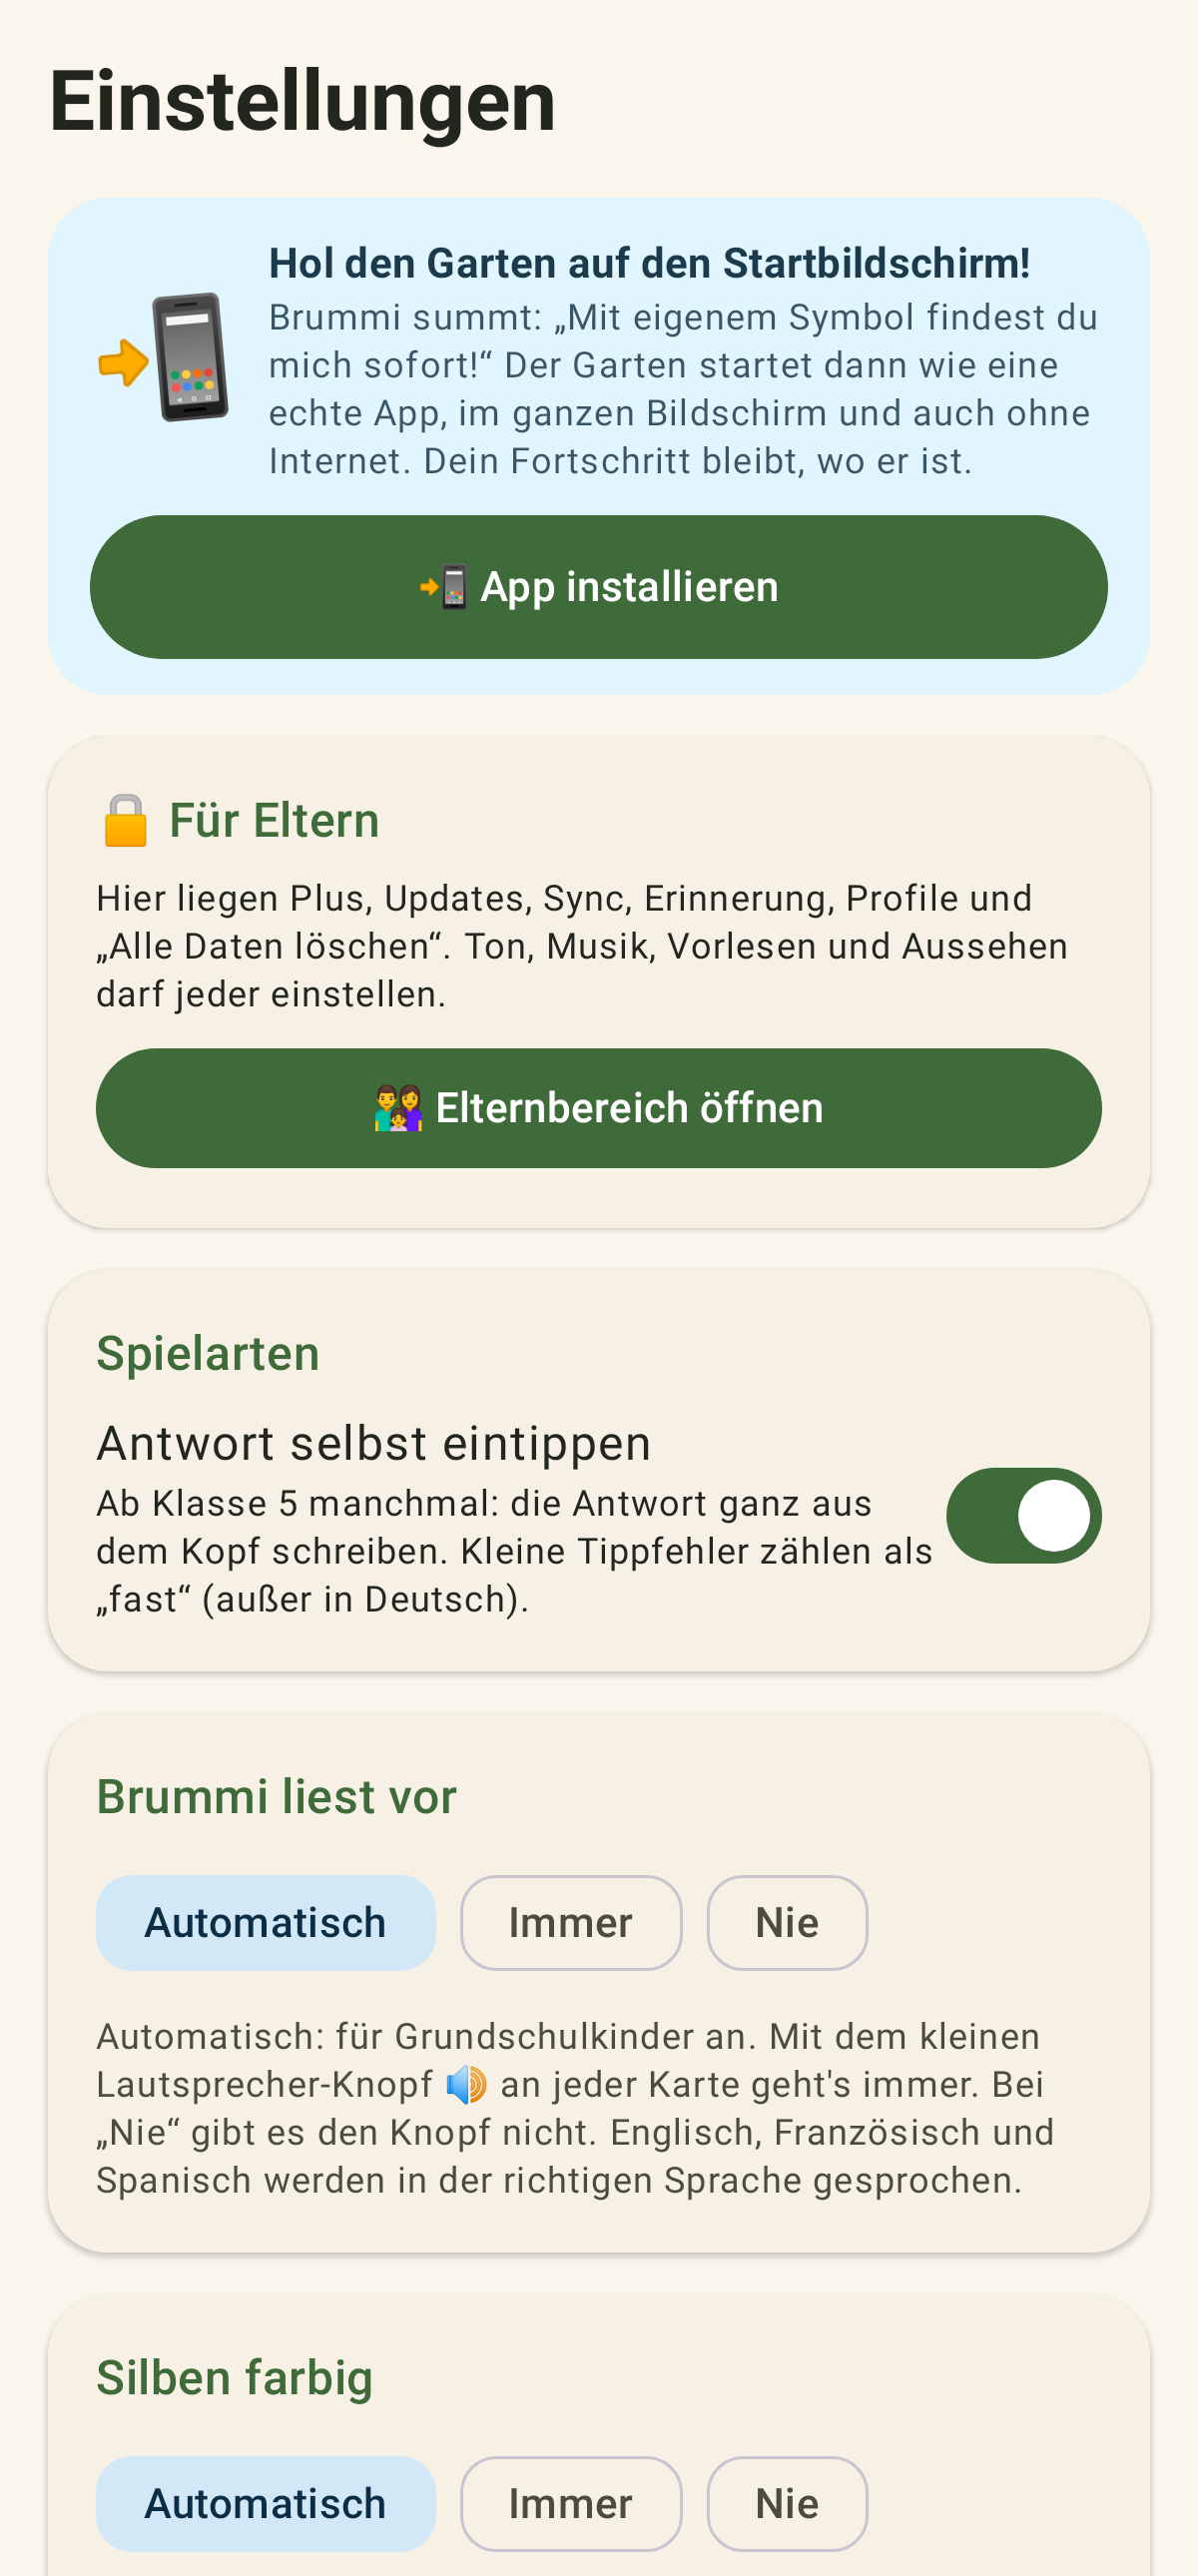 Einstellungen
Hol den Garten auf den Startbildschirm!
Brummi summt: „Mit eigenem Symbol findest du
mich sofort!“ Der Garten startet dann wie eine
echte App, im ganzen Bildschirm und auch ohne
Internet. Dein Fortschritt bleibt, wo er ist.
App installieren
Für Eltern
Hier liegen Plus, Updates, Sync, Erinnerung, Profile und
„Alle Daten löschen“. Ton, Musik, Vorlesen und Aussehen
darf jeder einstellen.
Elternbereich öffnen
Spielarten
Antwort selbst eintippen
Ab Klasse 5 manchmal: die Antwort ganz aus
dem Kopf schreiben. Kleine Tippfehler zählen als
„fast“ (außer in Deutsch).
Brummi liest vor
Automatisch Immer Nie
Automatisch: für Grundschulkinder an. Mit dem kleinen
Lautsprecher-Knopf 🔊 an jeder Karte geht's immer. Bei
„Nie“ gibt es den Knopf nicht. Englisch, Französisch und
Spanisch werden in der richtigen Sprache gesprochen.
Silben farbig
Automatisch Immer Nie